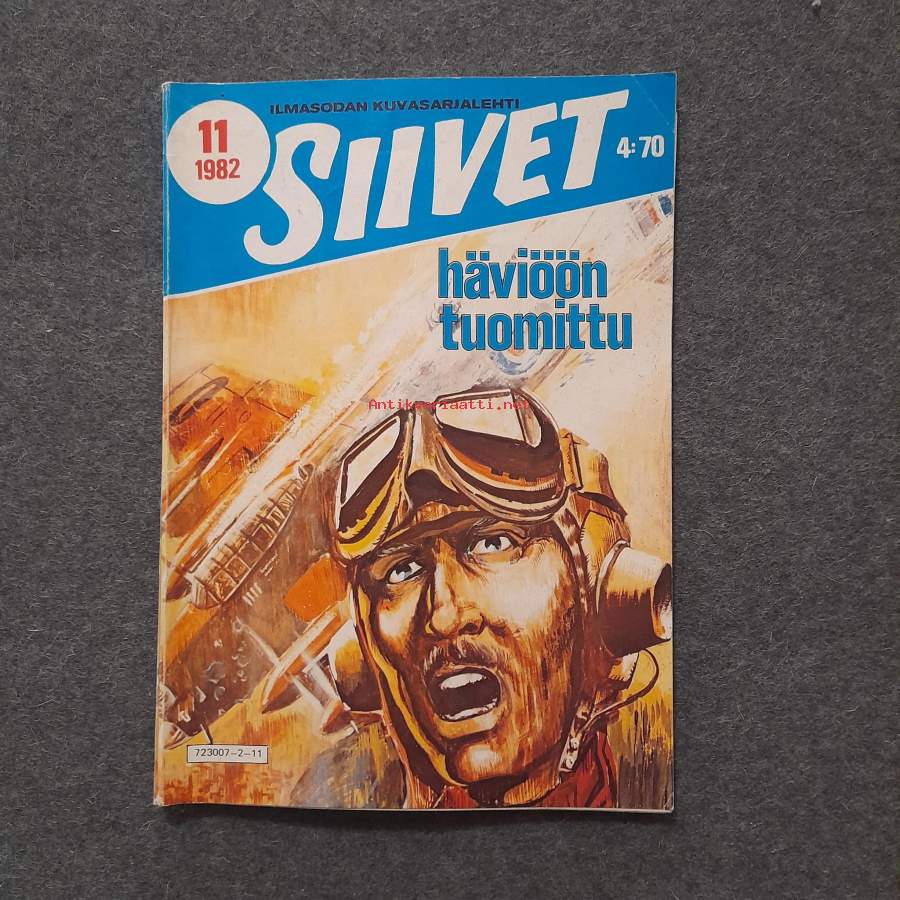 ILMASODAN KUVASARJALEHTI
11
1982
SIIVET
4:70
häviöön
tuomittu
Antikvariaatti.net
723007-2-11